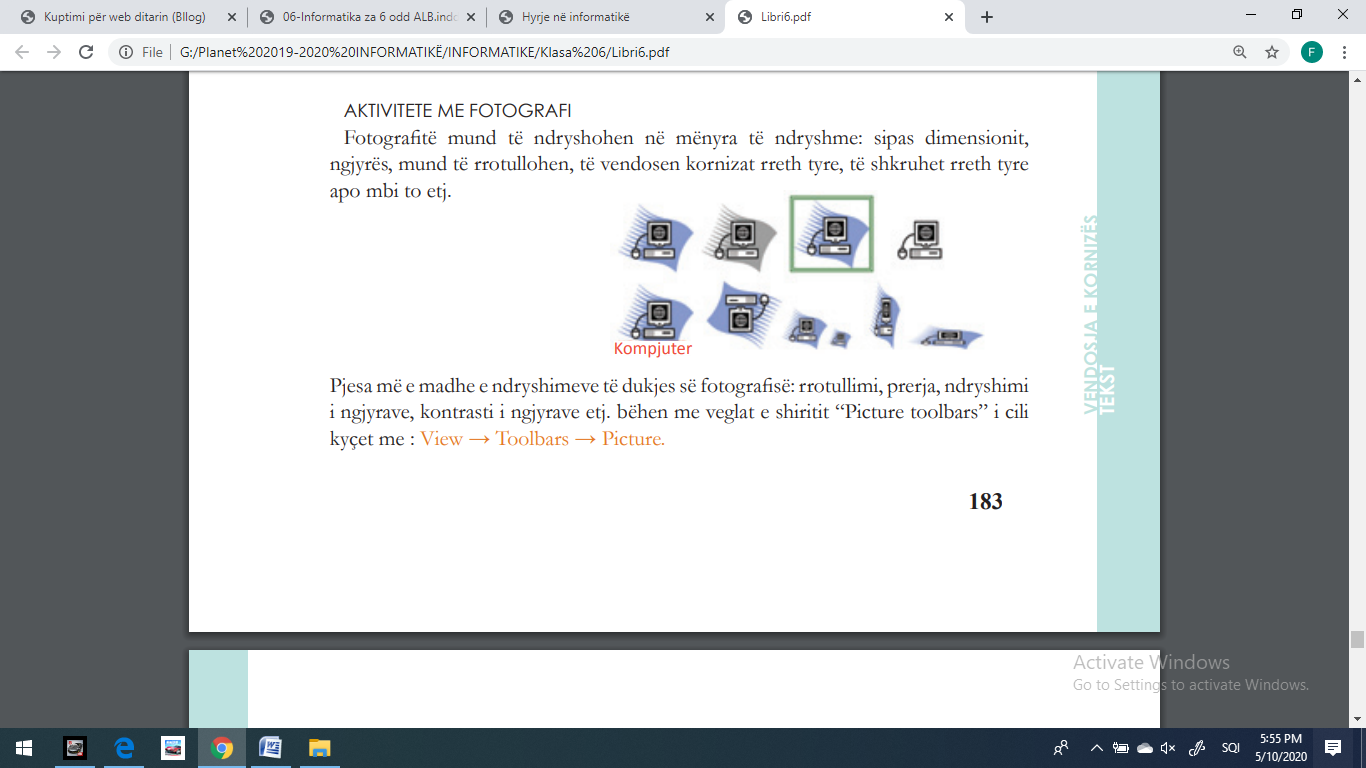 Kuptimi për web ditarin (Bllog)
06-Informatika za 6 odd ALB.indd
Hyrje në informatikë
Libri6.pdf
File
G:/Planet%202019-2020%20INFORMATIKË/INFORMATIKE/Klasa%206/Libri6.pdf
F
AKTIVITETE ME FOTOGRAFI
Fotografitë mund të ndryshohen në mënyra të ndryshme: sipas dimensionit,
ngjyrës, mund të rrotullohen, të vendosen kornizat rreth tyre, të shkruhet rreth tyre
apo mbi to etj.
Kompjuter
Pjesa më e madhe e ndryshimeve të dukjes së fotografisë: rrotullimi, prerja, ndryshimi
i ngjyrave, kontrasti i ngjyrave etj. bëhen me veglat e shiritit “Picture toolbars” i cili
kyçet me : View → Toolbars → Picture.
183
VENDOSJA E KORNIZËS
TEKST
Activate Windows
Go to Settings to activate Windows.
SQI
5:55 PM
5/10/2020